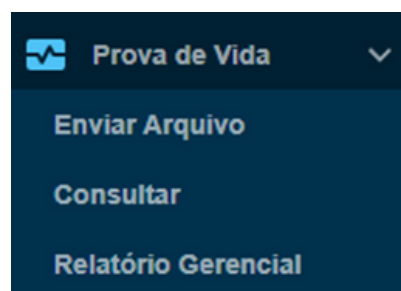 Prova de Vida
Enviar Arquivo
Consultar
Relatório Gerencial